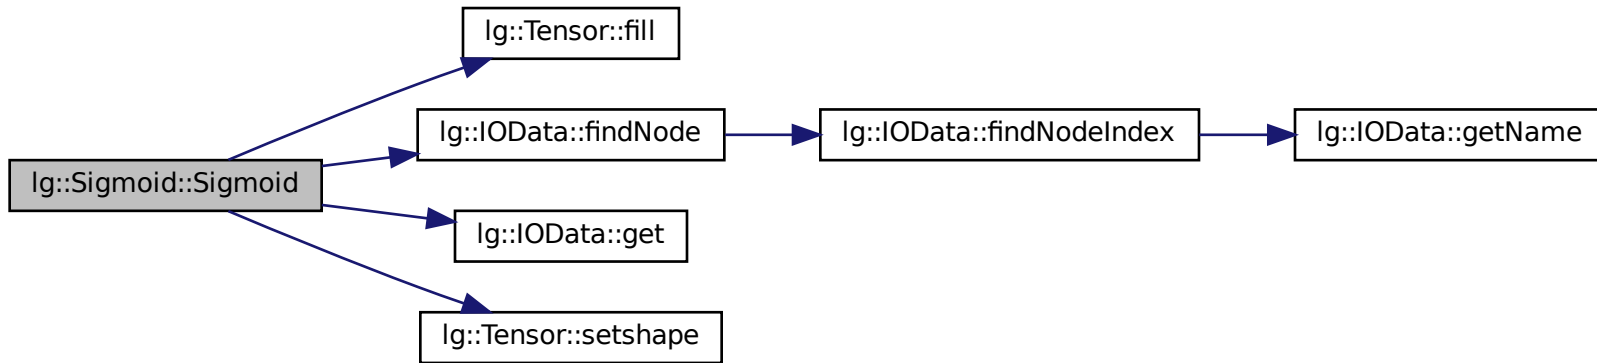 lg::Tensor::fill
lg::IOData::findNode
lg::IOData::findNodeIndex
lg::IOData::getName
lg::Sigmoid::Sigmoid
lg::IOData::get
lg::Tensor::setshape